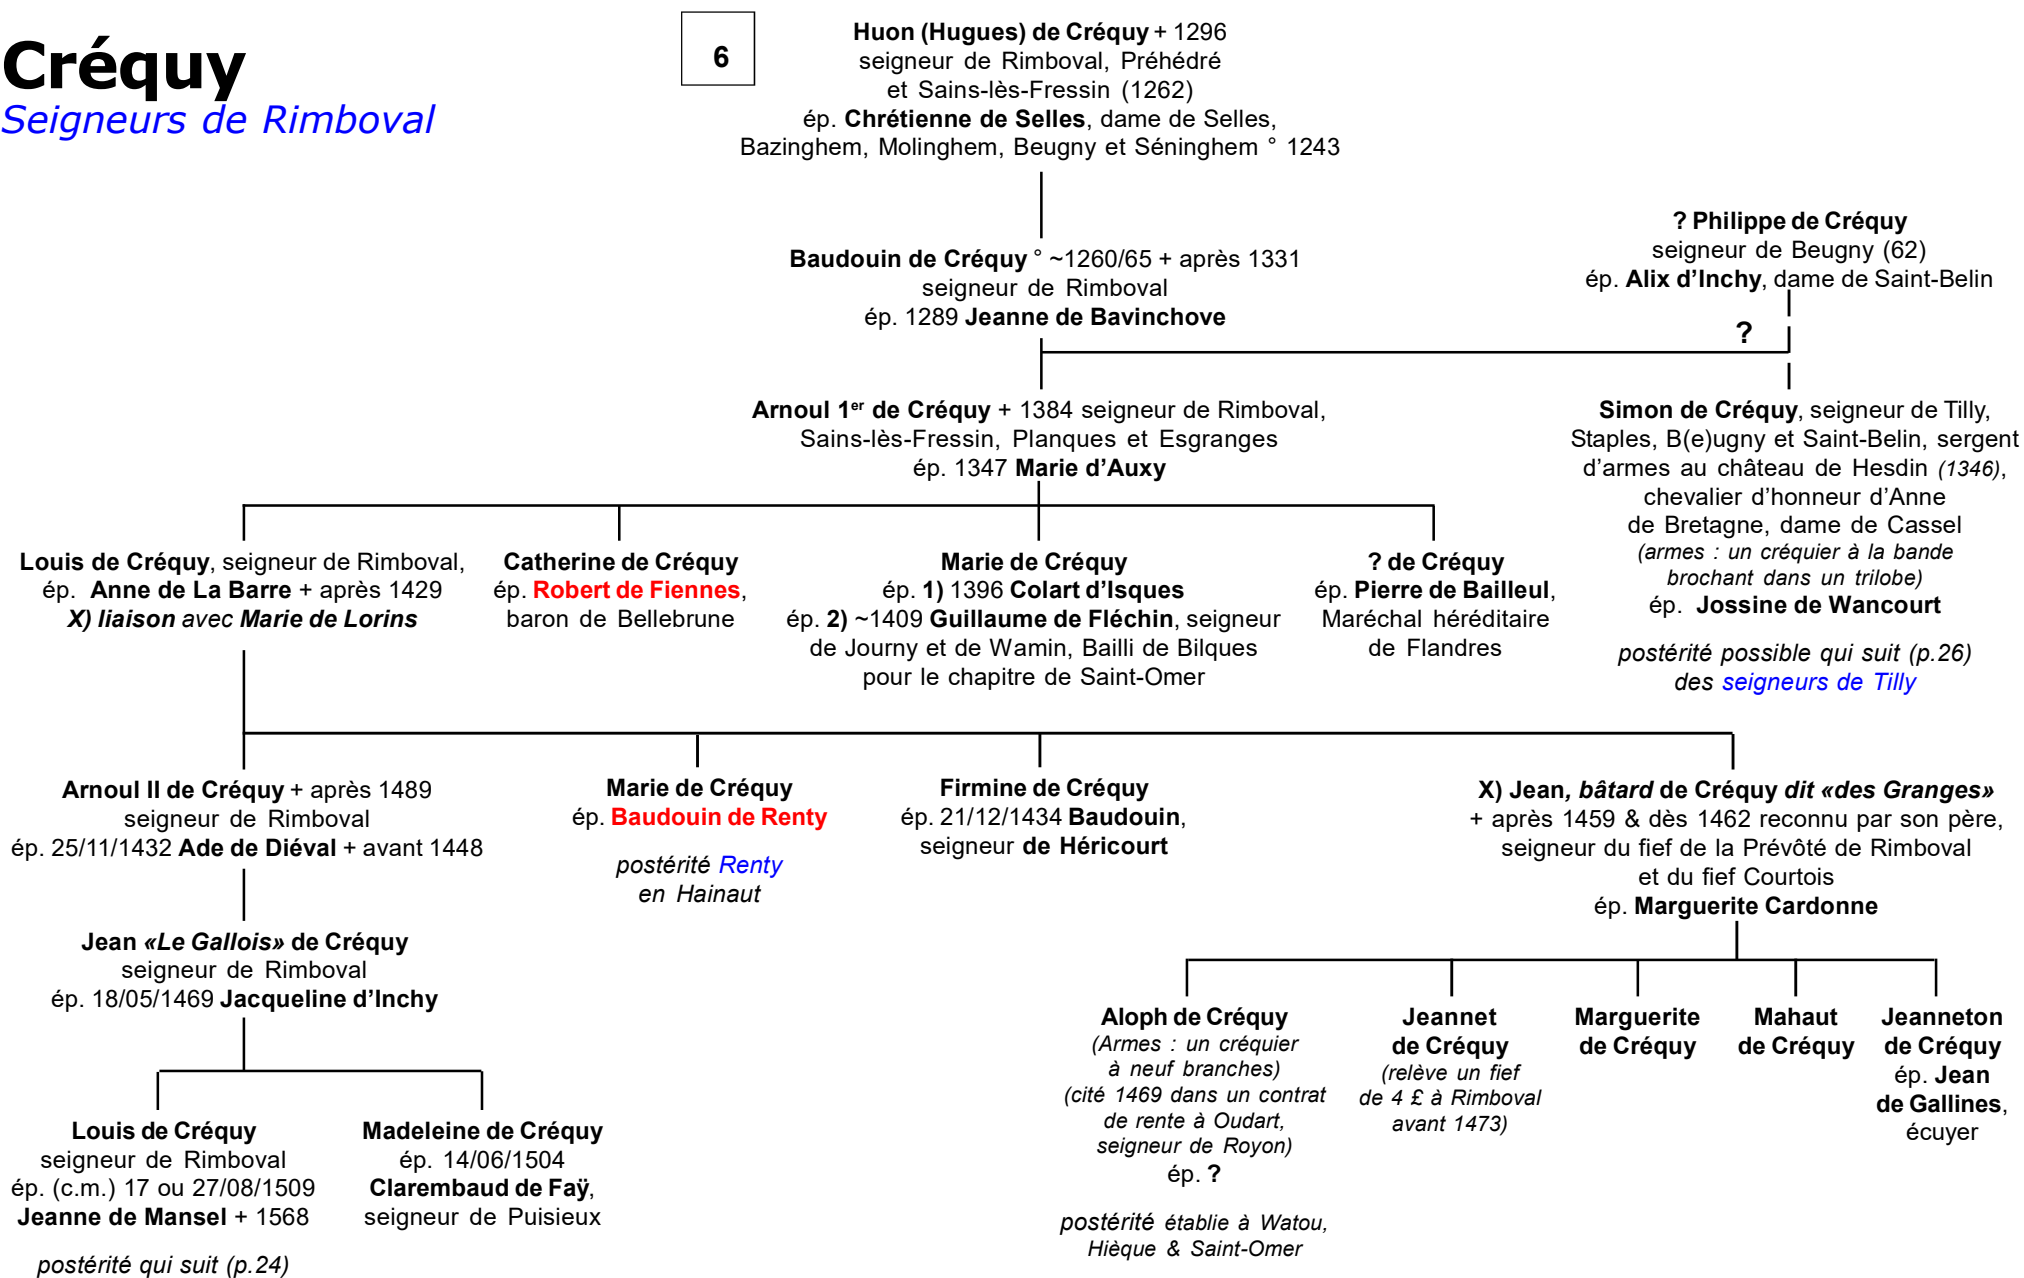 Créquy
Seigneurs de Rimboval
6
Huon (Hugues) de Créquy + 1296
seigneur de Rimboval, Préhédré
et Sains-lès-Fressin (1262)
ép. Chrétienne de Selles, dame de Selles,
Bazinghem, Molinghem, Beugny et Séninghem ° 1243
? Philippe de Créquy
seigneur de Beugny (62)
ép. Alix d’Inchy, dame de Saint-Belin
Baudouin de Créquy ° ~1260/65 + après 1331
seigneur de Rimboval
ép. 1289 Jeanne de Bavinchove
?
Arnoul 1er de Créquy + 1384 seigneur de Rimboval,
Sains-lès-Fressin, Planques et Esgranges
ép. 1347 Marie d’Auxy
Simon de Créquy, seigneur de Tilly,
Staples, B(e)ugny et Saint-Belin, sergent
d’armes au château de Hesdin (1346),
chevalier d’honneur d’Anne
de Bretagne, dame de Cassel
(armes : un créquier à la bande
brochant dans un trilobe)
ép. Jossine de Wancourt
postérité possible qui suit (p.26)
des seigneurs de Tilly
Louis de Créquy, seigneur de Rimboval,
ép. Anne de La Barre + après 1429
X) liaison avec Marie de Lorins
Catherine de Créquy
ép. Robert de Fiennes,
baron de Bellebrune
Marie de Créquy
ép. 1) 1396 Colart d’Isques
ép. 2) ~1409 Guillaume de Fléchin, seigneur
de Journy et de Wamin, Bailli de Bilques
pour le chapitre de Saint-Omer
? de Créquy
ép. Pierre de Bailleul,
Maréchal héréditaire
de Flandres
Arnoul II de Créquy + après 1489
seigneur de Rimboval
ép. 25/11/1432 Ade de Diéval + avant 1448
Marie de Créquy
ép. Baudouin de Renty
postérité Renty
en Hainaut
Firmine de Créquy
ép. 21/12/1434 Baudouin,
seigneur de Héricourt
X) Jean, bâtard de Créquy dit «des Granges»
+ après 1459 & dès 1462 reconnu par son père,
seigneur du fief de la Prévôté de Rimboval
et du fief Courtois
ép. Marguerite Cardonne
Jean «Le Gallois» de Créquy
seigneur de Rimboval
ép. 18/05/1469 Jacqueline d’Inchy
Aloph de Créquy
(Armes : un créquier
à neuf branches)
(cité 1469 dans un contrat
de rente à Oudart,
seigneur de Royon)
ép. ?
postérité établie à Watou,
Hièque & Saint-Omer
Jeannet
de Créquy
(relève un fief
de 4 £ à Rimboval
avant 1473)
Marguerite
de Créquy
Mahaut
de Créquy
Jeanneton
de Créquy
ép. Jean
de Gallines,
écuyer
Louis de Créquy
seigneur de Rimboval
ép. (c.m.) 17 ou 27/08/1509
Jeanne de Mansel + 1568
postérité qui suit (p.24)
Madeleine de Créquy
ép. 14/06/1504
Clarembaud de Faÿ,
seigneur de Puisieux